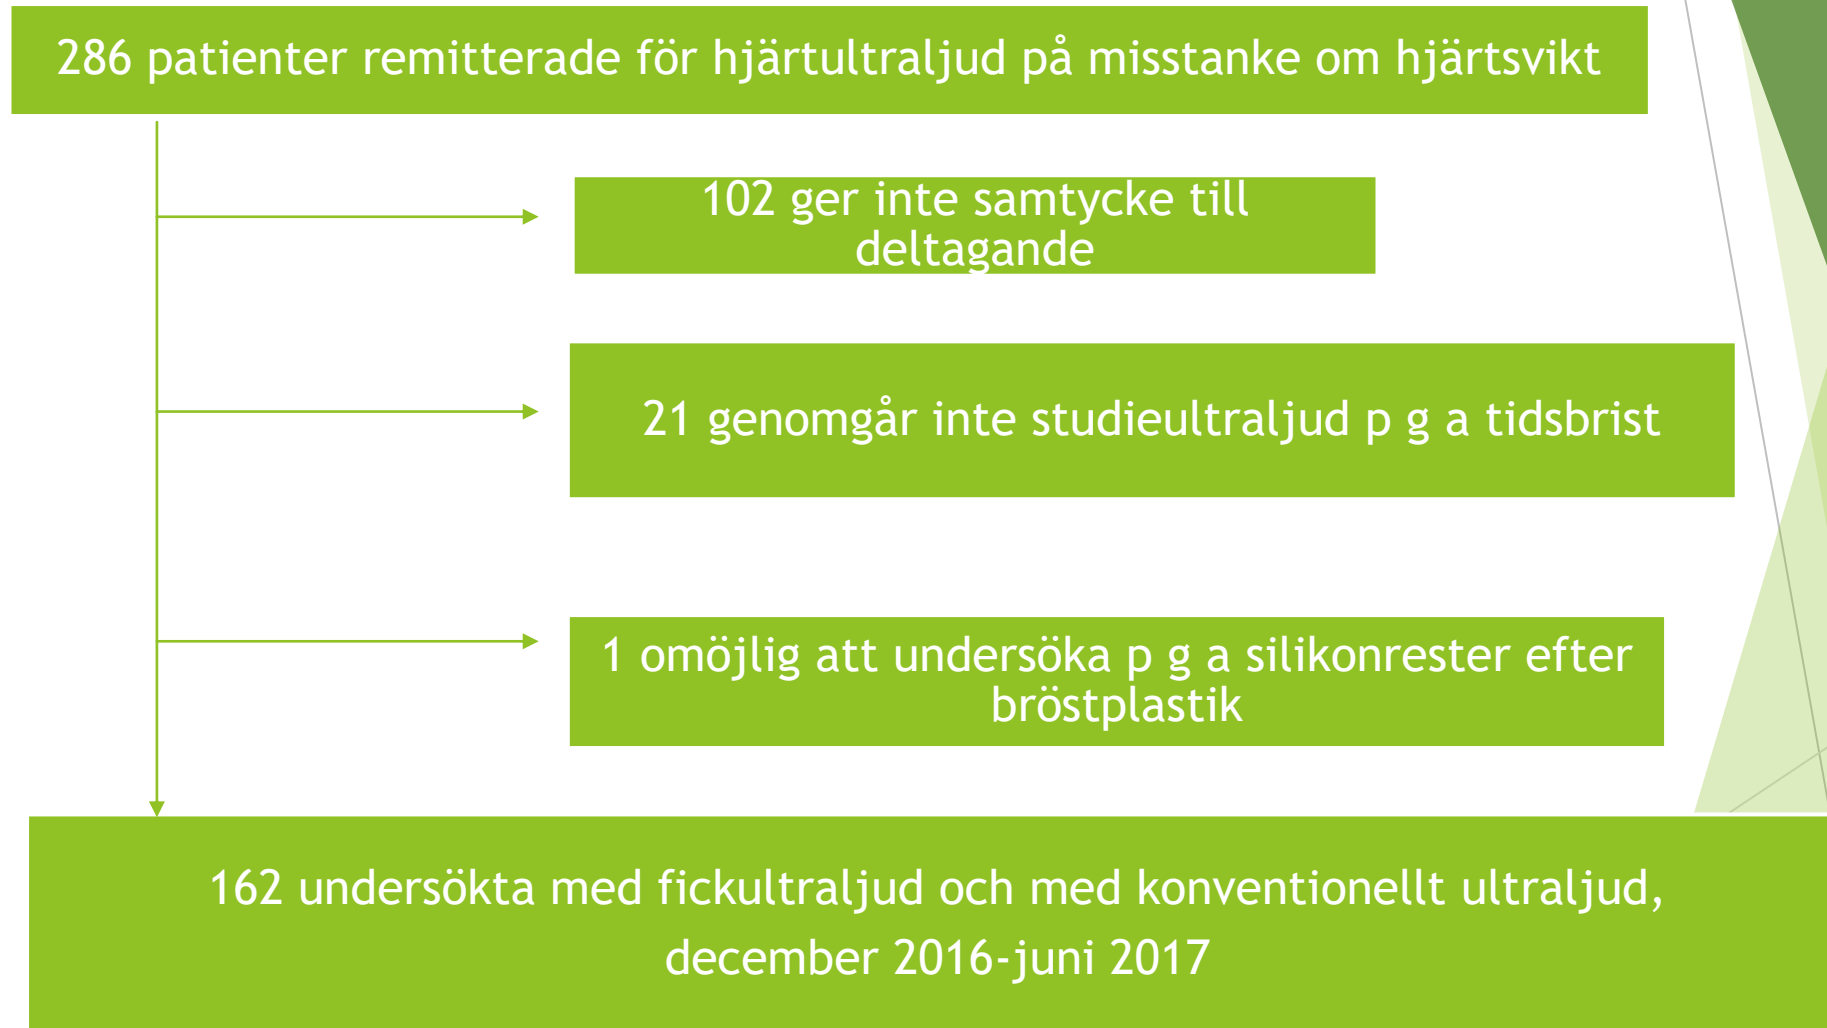 286 patienter remitterade för hjärtultraljud på misstanke om hjärtsvikt
102 ger inte samtycke till
deltagande
21 genomgår inte studieultraljud p g a tidsbrist
1 omöjlig att undersöka p g a silikonrester efter
bröstplastik
162 undersökta med fickultraljud och med konventionellt ultraljud,
december 2016-juni 2017